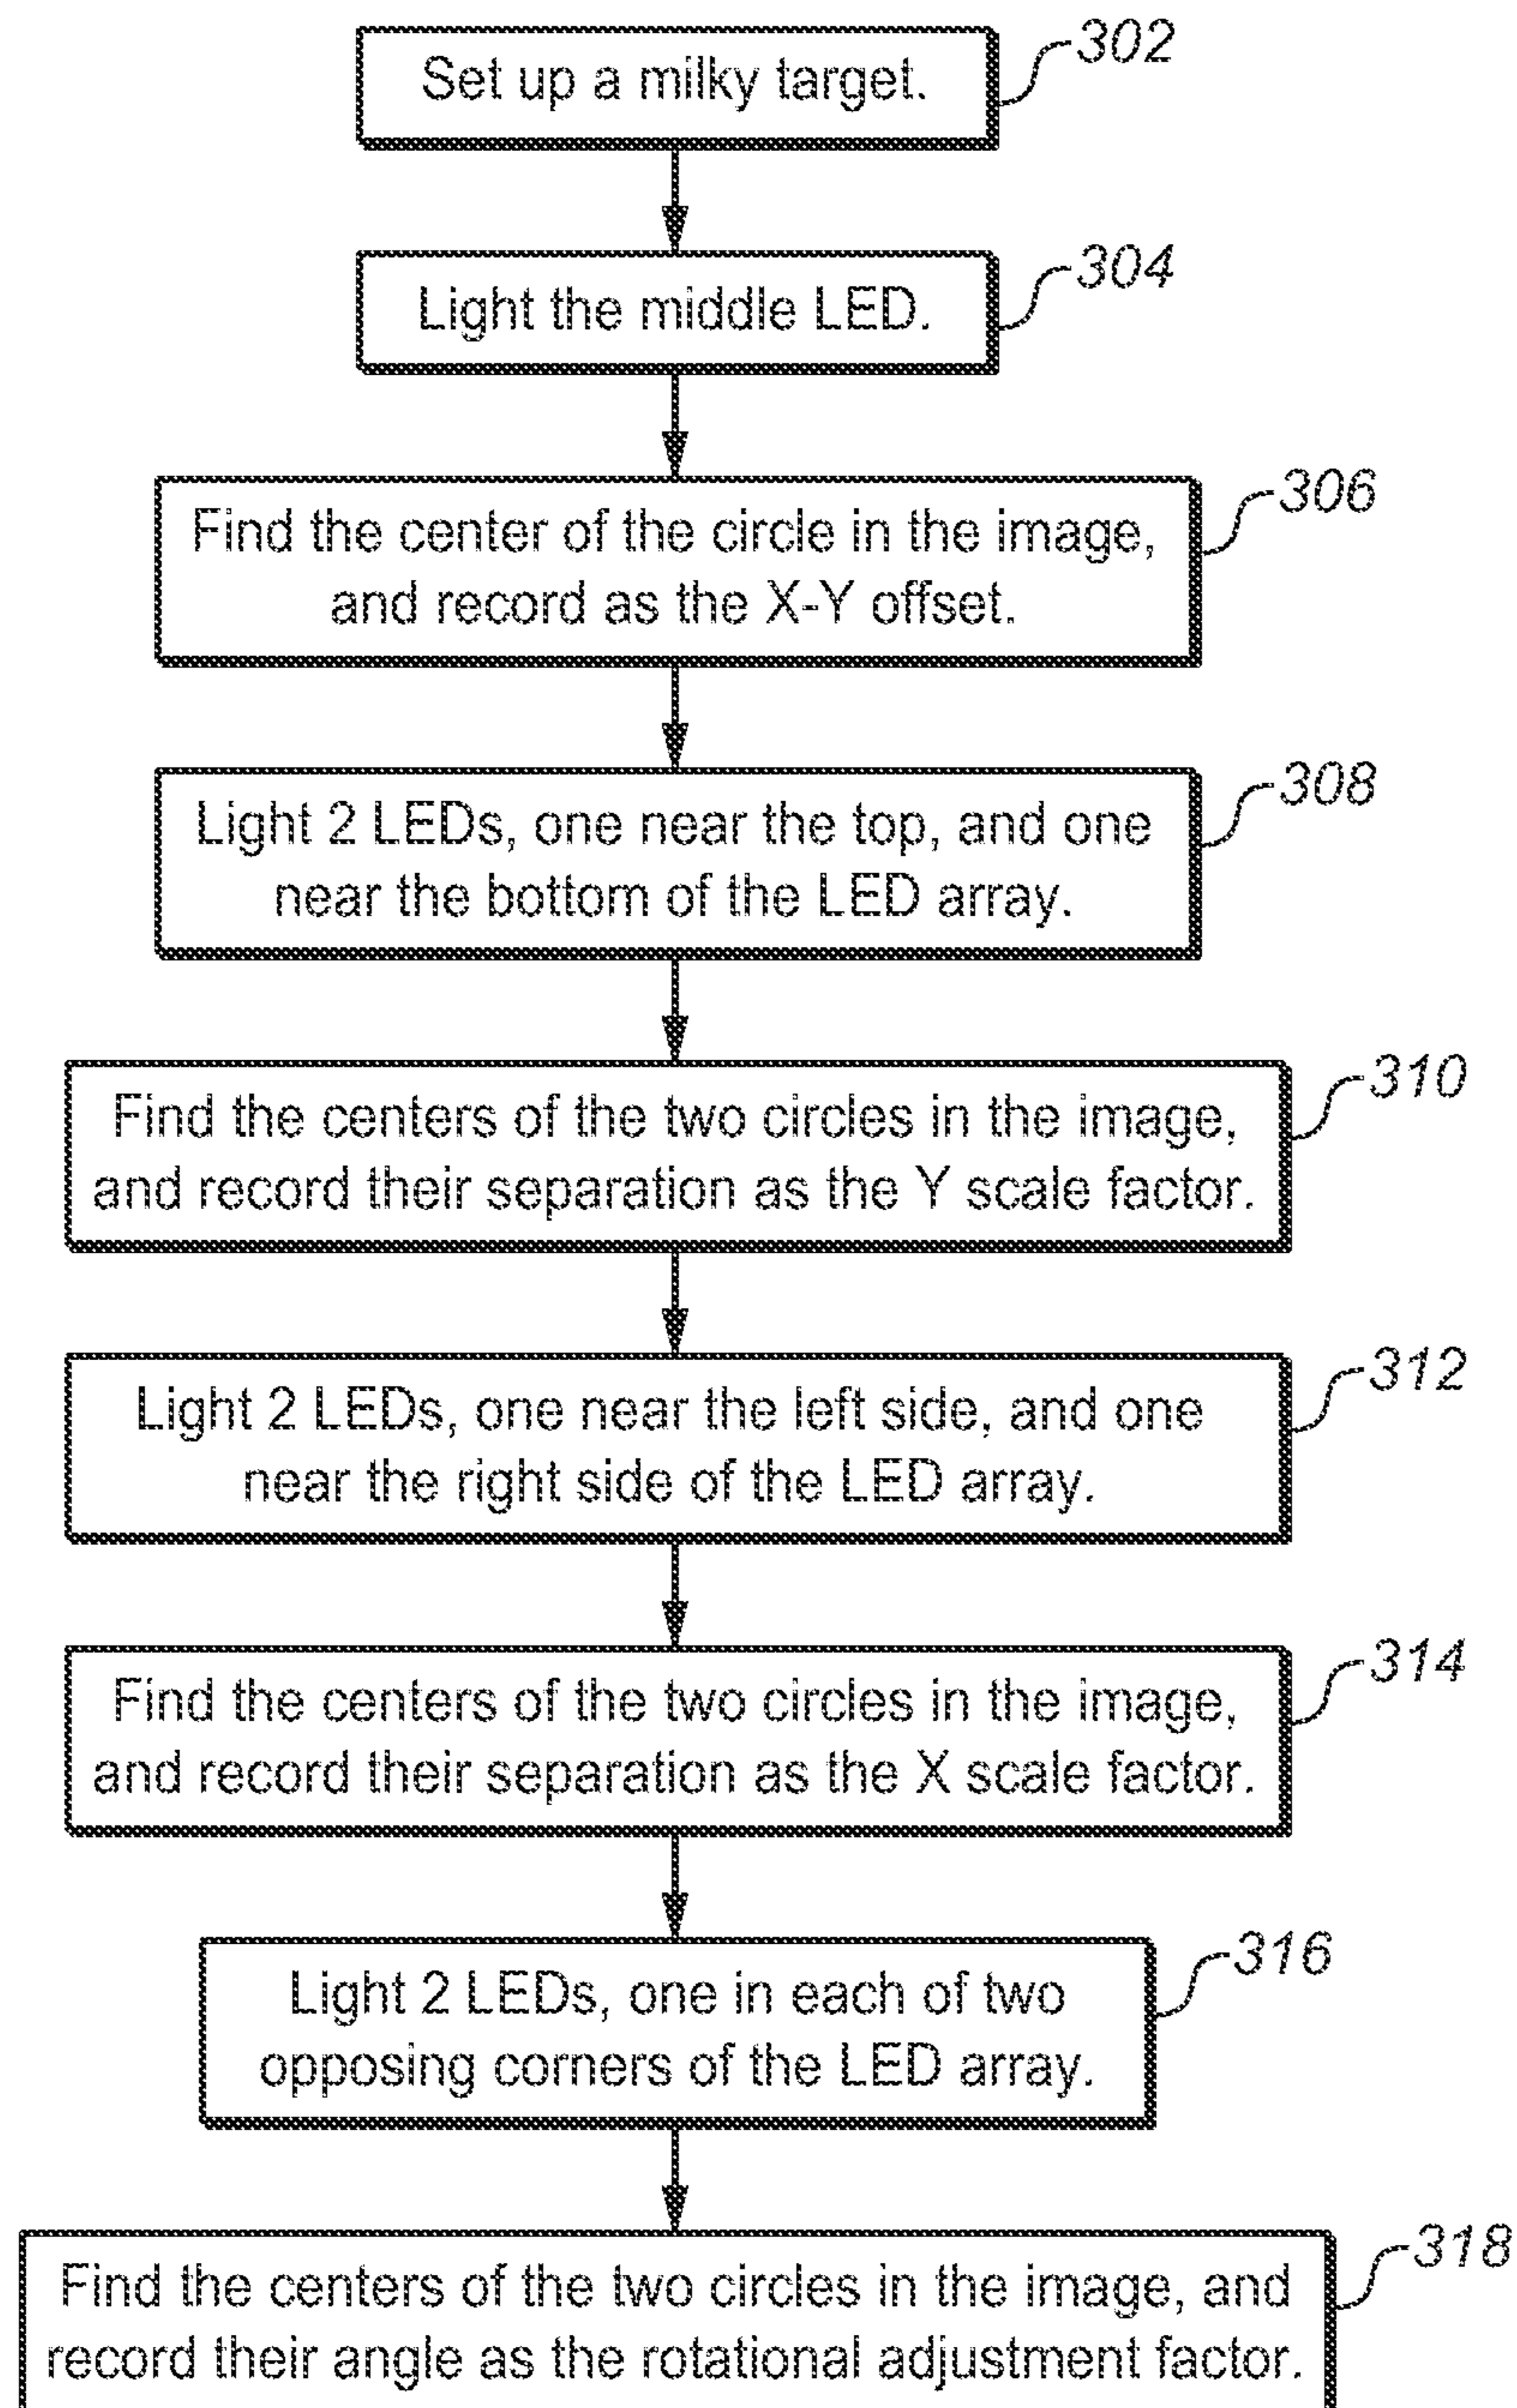 Set up a milky target.
302
Light the middle LED.
304
Find the center of the circle in the image,
and record as the X-Y offset.
306
Light 2 LEDs, one near the top, and one
near the bottom of the LED array.
308
Find the centers of the two circles in the image,
and record their separation as the Y scale factor.
310
Light 2 LEDs, one near the left side, and one
near the right side of the LED array.
312
Find the centers of the two circles in the image,
and record their separation as the X scale factor.
314
Light 2 LEDs, one in each of two
opposing corners of the LED array.
316
Find the centers of the two circles in the image, and
record their angle as the rotational adjustment factor.
318